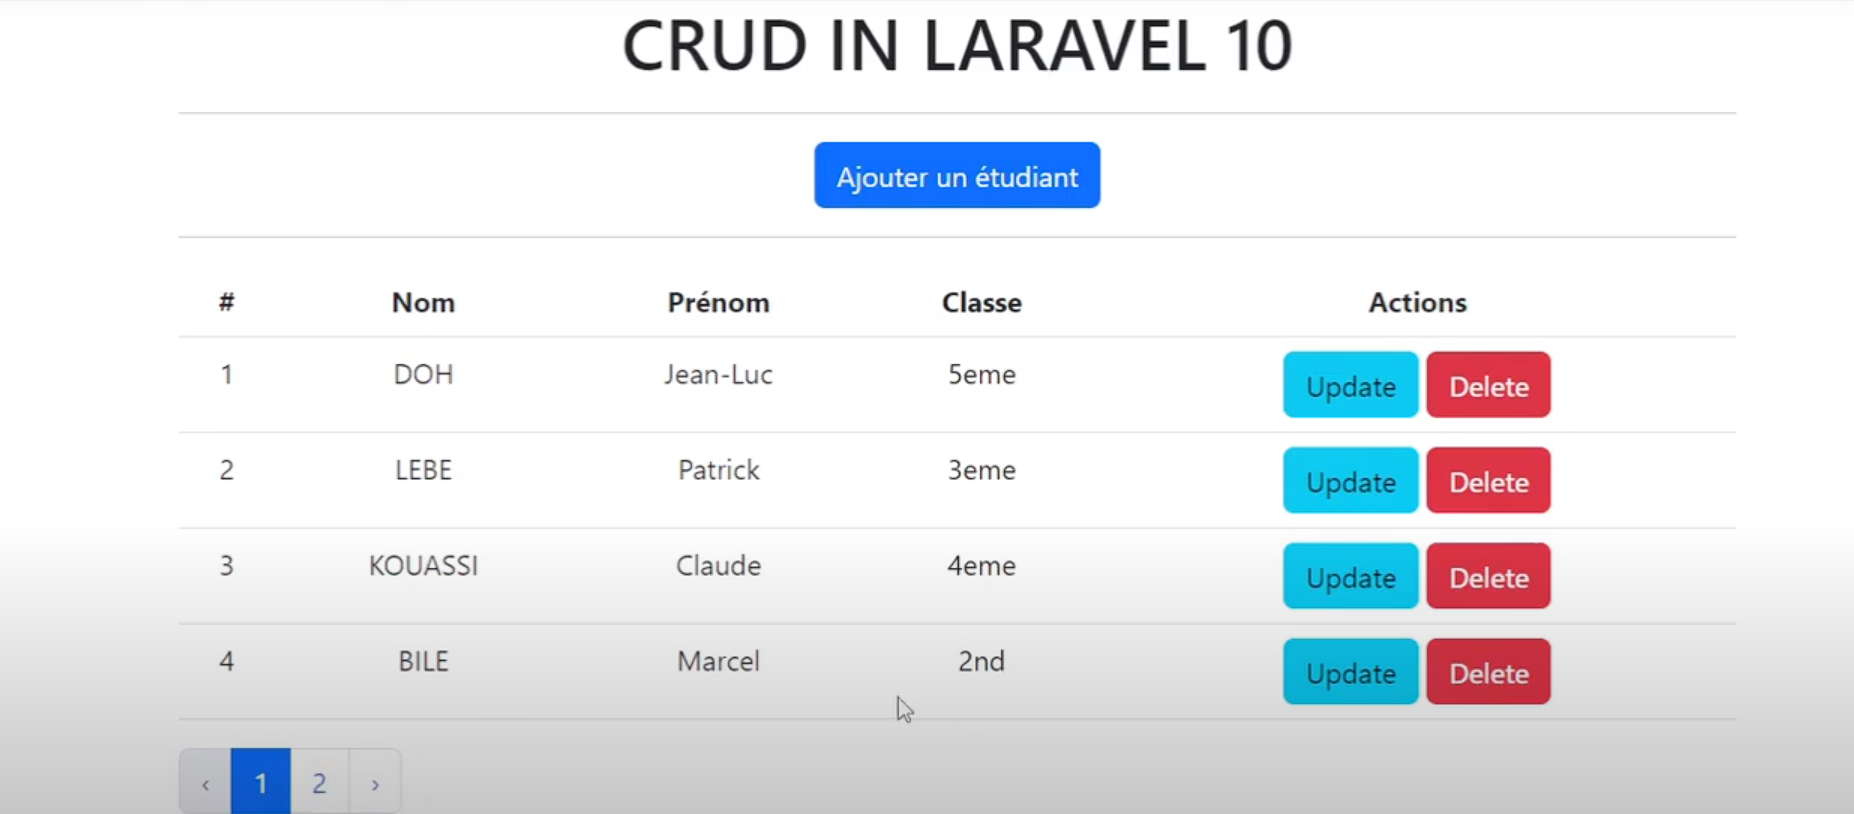 CRUD IN LARAVEL 10
Ajouter un étudiant
# Nom Prénom Classe Actions
1 DOH Jean-Luc 5eme Update Delete
2 LEBE Patrick 3eme Update Delete
3 KOUASSI Claude 4eme Update Delete
4 BILE Marcel 2nd Update Delete
‹ 1 2 ›